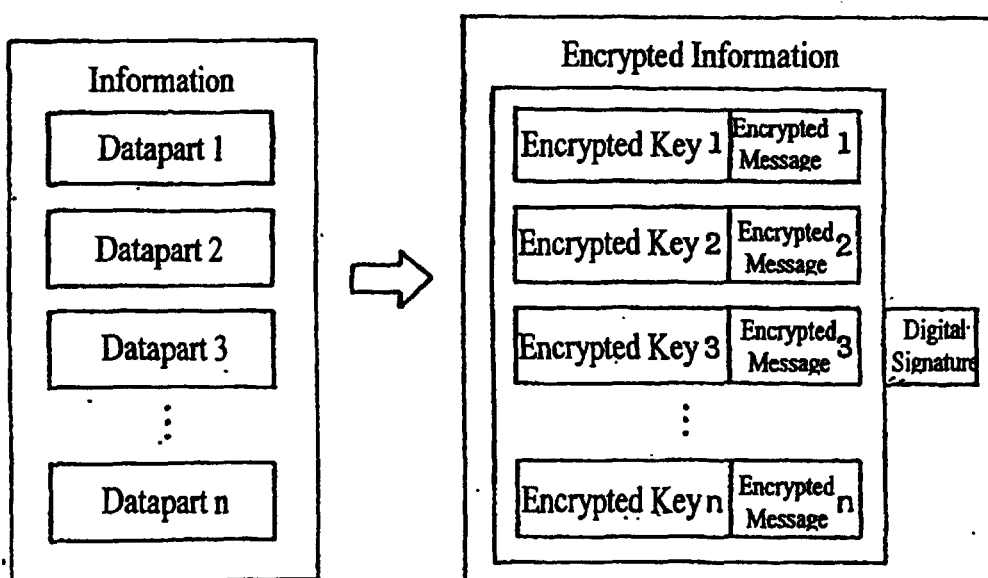 Information
Datapart 1
Datapart 2
Datapart 3
Datapart n
Encrypted Information
Encrypted Key 1
Encrypted
Message 1
Encrypted Key 2
Encrypted
Message 2
Encrypted Key 3
Encrypted
Message 3
Encrypted Key n
Encrypted
Message n
Digital
Signature